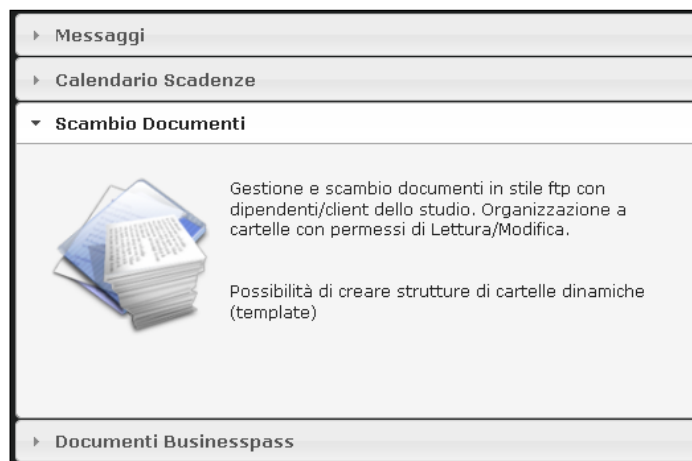 Messaggi
Calendario Scadenze
Scambio Documenti
Gestione e scambio documenti in stile ftp con
dipendenti/client dello studio. Organizzazione a
cartelle con permessi di Lettura/Modifica.
Possibilità di creare strutture di cartelle dinamiche
(template)
Documenti Businesspass